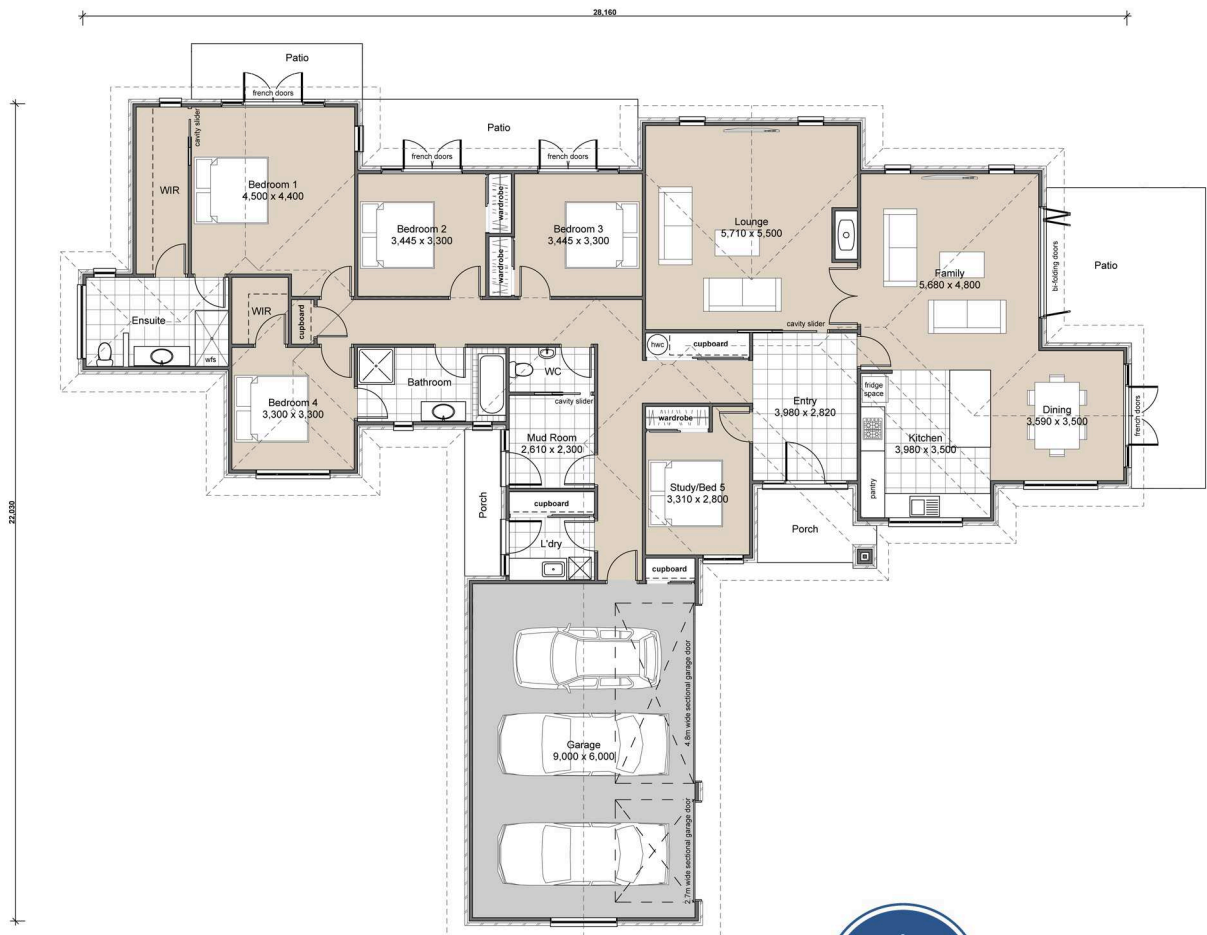 28,160
22,030
Patio
french doors
cavity slider
WIR
Bedroom 1
4,500 x 4,400
Patio
french doors
french doors
Bedroom 2
3,445 x 3,300
wardrobe
wardrobe
Bedroom 3
3,445 x 3,300
Lounge
5,710 x 5,500
cavity slider
Family
5,680 x 4,800
bi-folding doors
Patio
Ensuite
wfs
WIR
cupboard
hwc
cupboard
Bedroom 4
3,300 x 3,300
Bathroom
WC
cavity slider
Mud Room
2,610 x 2,300
wardrobe
Entry
3,980 x 2,820
fridge
space
Kitchen
3,980 x 3,500
pantry
Dining
3,590 x 3,500
french doors
Study/Bed 5
3,310 x 2,800
Porch
Porch
cupboard
L'dry
cupboard
4.8m wide sectional garage door
Garage
9,000 x 6,000
2.7m wide sectional garage door